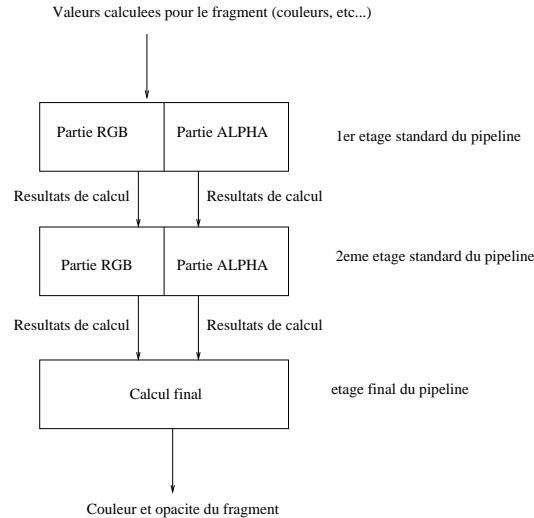 Valeurs calculees pour le fragment (couleurs, etc...)
Partie RGB
Partie ALPHA
1er etage standard du pipeline
Resultats de calcul
Resultats de calcul
Partie RGB
Partie ALPHA
2eme etage standard du pipeline
Resultats de calcul
Resultats de calcul
Calcul final
etage final du pipeline
Couleur et opacite du fragment